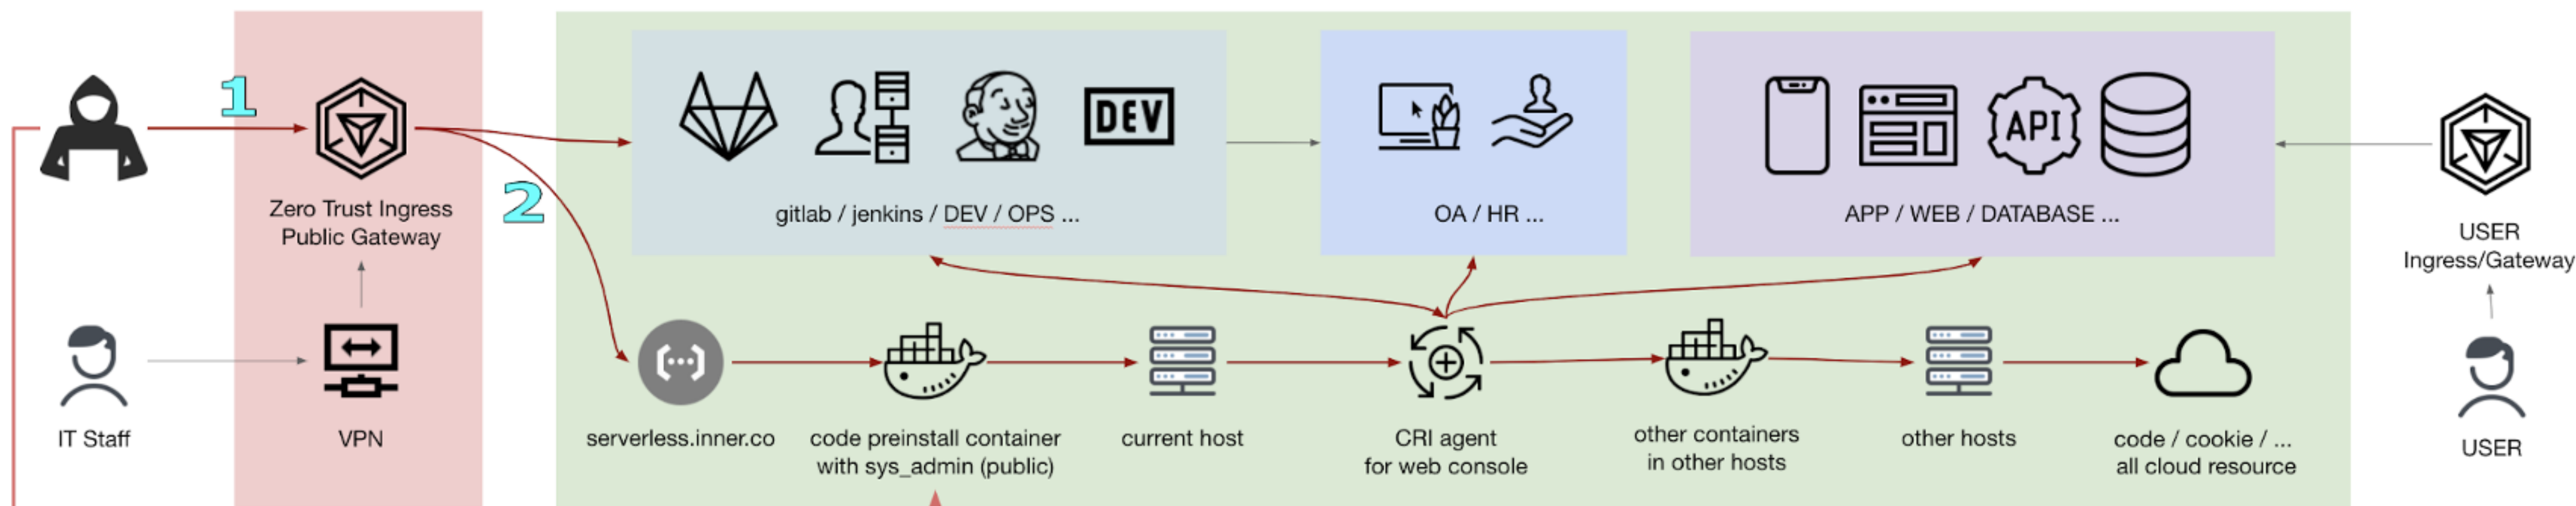 1
Zero Trust Ingress
Public Gateway
2
IT Staff
VPN
DEV
gitlab / jenkins / DEV / OPS ...
OA / HR ...
API
APP / WEB / DATABASE ...
USER
Ingress/Gateway
serverless.inner.co
code preinstall container
with sys_admin (public)
current host
CRI agent
for web console
other containers
in other hosts
other hosts
code / cookie / ...
all cloud resource
USER